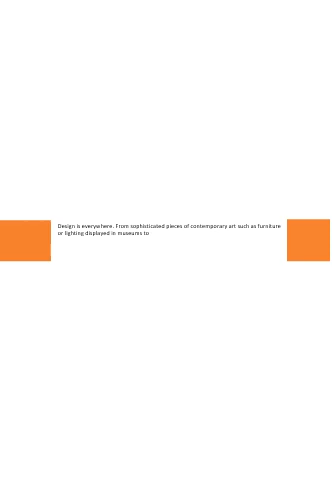 Design is everywhere. From sophisticated pieces of contemporary art such as furniture
or lighting displayed in museums to